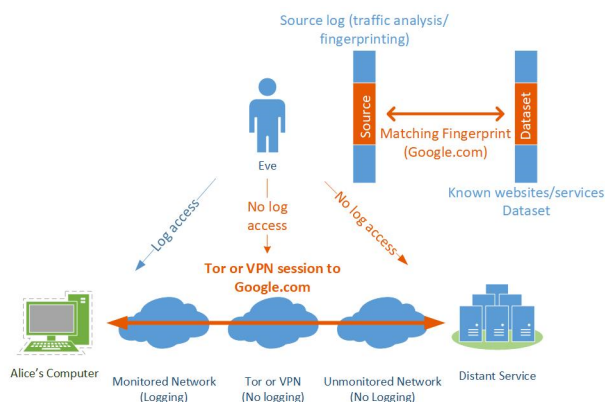 Source log (traffic analysis/
fingerprinting)
Source
Dataset
Matching Fingerprint
(Google.com)
Known websites/services
Dataset
Eve
Log access
No log
access
No log access
Tor or VPN session to
Google.com
Alice's Computer
Monitored Network
(Logging)
Tor or VPN
(No logging)
Unmonitored Network
(No Logging)
Distant Service